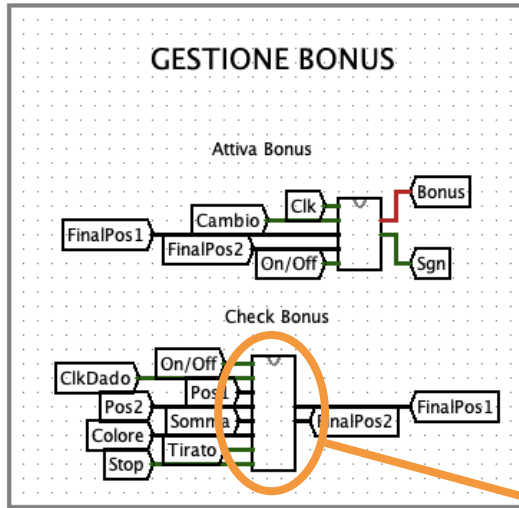 GESTIONE BONUS
Attiva Bonus
Clk
Bonus
Cambio
FinalPos1
FinalPos2
On/Off
Sgn
Check Bonus
On/Off
ClkDado
Pos1
Pos2
FinalPos1
Somma
FinalPos2
Colore
Tirato
Stop